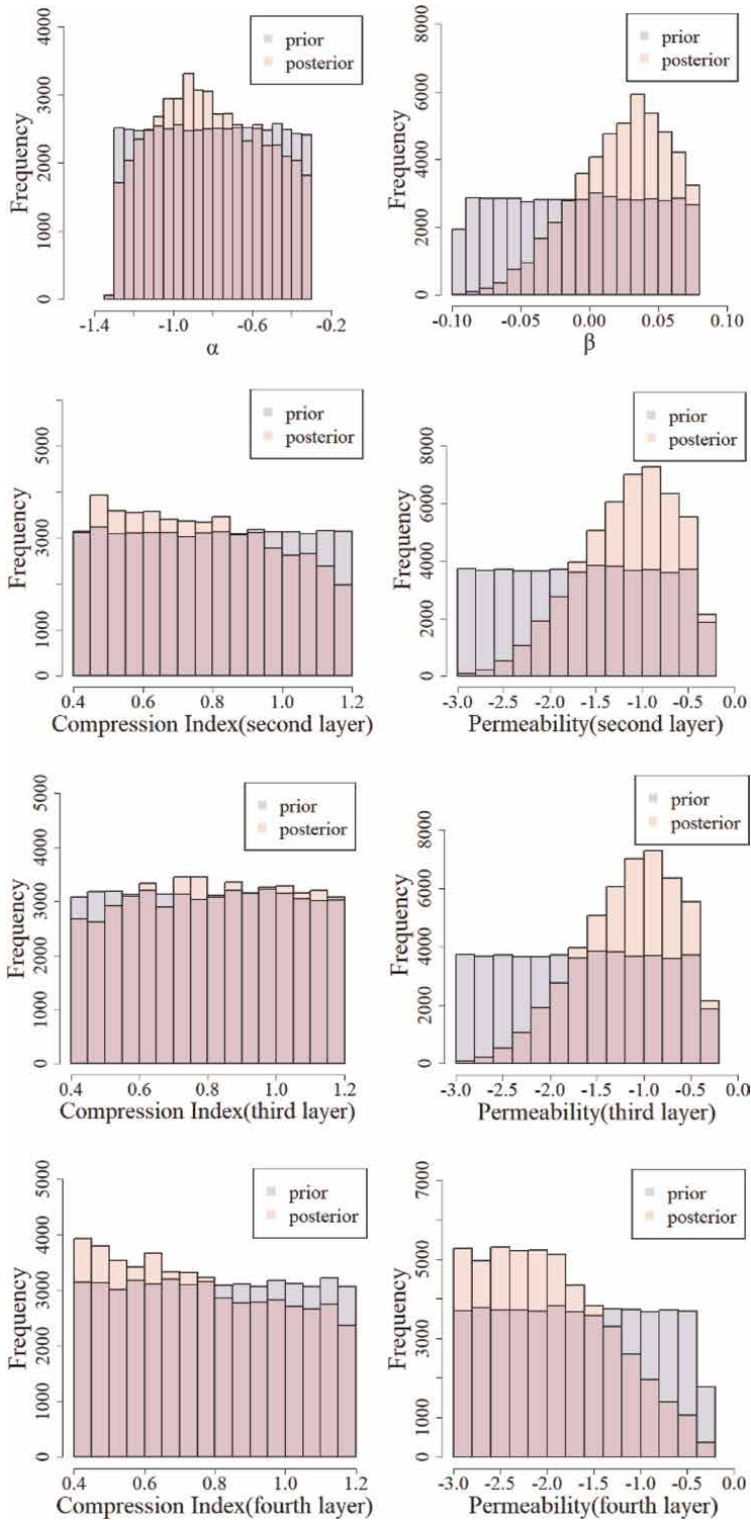 prior
posterior
Frequency
0 1000 2000 3000 4000
-1.4 -1.0 -0.6 -0.2
α
prior
posterior
Frequency
0 2000 4000 6000 8000
-0.10 -0.05 0.00 0.05 0.10
β
prior
posterior
Frequency
0 1000 3000 5000
0.4 0.6 0.8 1.0 1.2
Compression Index(second layer)
prior
posterior
Frequency
0 2000 4000 6000 8000
-3.0 -2.5 -2.0 -1.5 -1.0 -0.5 0.0
Permeability(second layer)
prior
posterior
Frequency
0 1000 2000 3000 4000 5000
0.4 0.6 0.8 1.0 1.2
Compression Index(third layer)
prior
posterior
Frequency
0 2000 4000 6000 8000
-3.0 -2.5 -2.0 -1.5 -1.0 -0.5 0.0
Permeability(third layer)
prior
posterior
Frequency
0 1000 2000 3000 4000 5000
0.4 0.6 0.8 1.0 1.2
Compression Index(fourth layer)
prior
posterior
Frequency
0 1000 3000 5000 7000
-3.0 -2.5 -2.0 -1.5 -1.0 -0.5 0.0
Permeability(fourth layer)